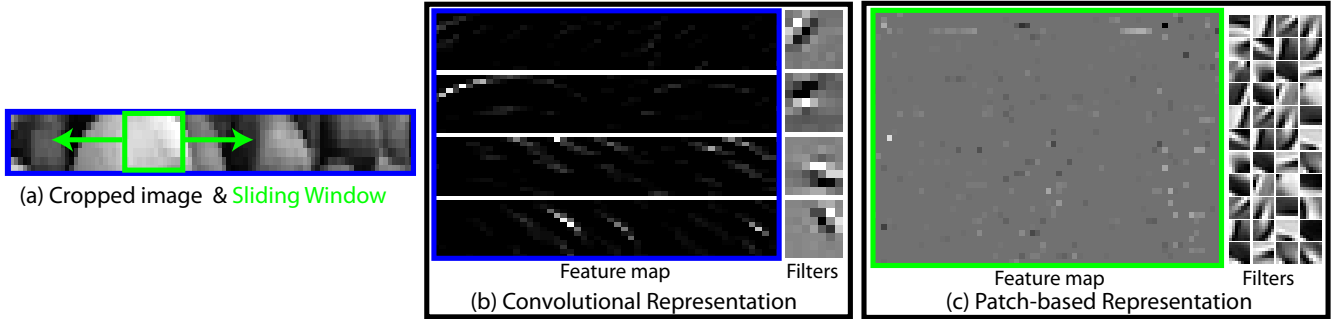 (a) Cropped image & Sliding Window
Feature map
Filters
(b) Convolutional Representation
Feature map
Filters
(c) Patch-based Representation